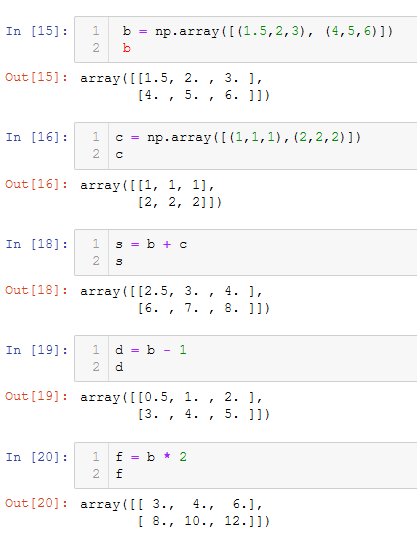 In [15]: 1 b = np.array([(1.5,2,3), (4,5,6)])
2 b
Out[15]: array([[1.5, 2. , 3. ],
[4. , 5. , 6. ]])
In [16]: 1 c = np.array([(1,1,1),(2,2,2)])
2 c
Out[16]: array([[1, 1, 1],
[2, 2, 2]])
In [18]: 1 s = b + c
2 s
Out[18]: array([[2.5, 3. , 4. ],
[6. , 7. , 8. ]])
In [19]: 1 d = b - 1
2 d
Out[19]: array([[0.5, 1. , 2. ],
[3. , 4. , 5. ]])
In [20]: 1 f = b * 2
2 f
Out[20]: array([[ 3., 4., 6.],
[ 8., 10., 12.]])